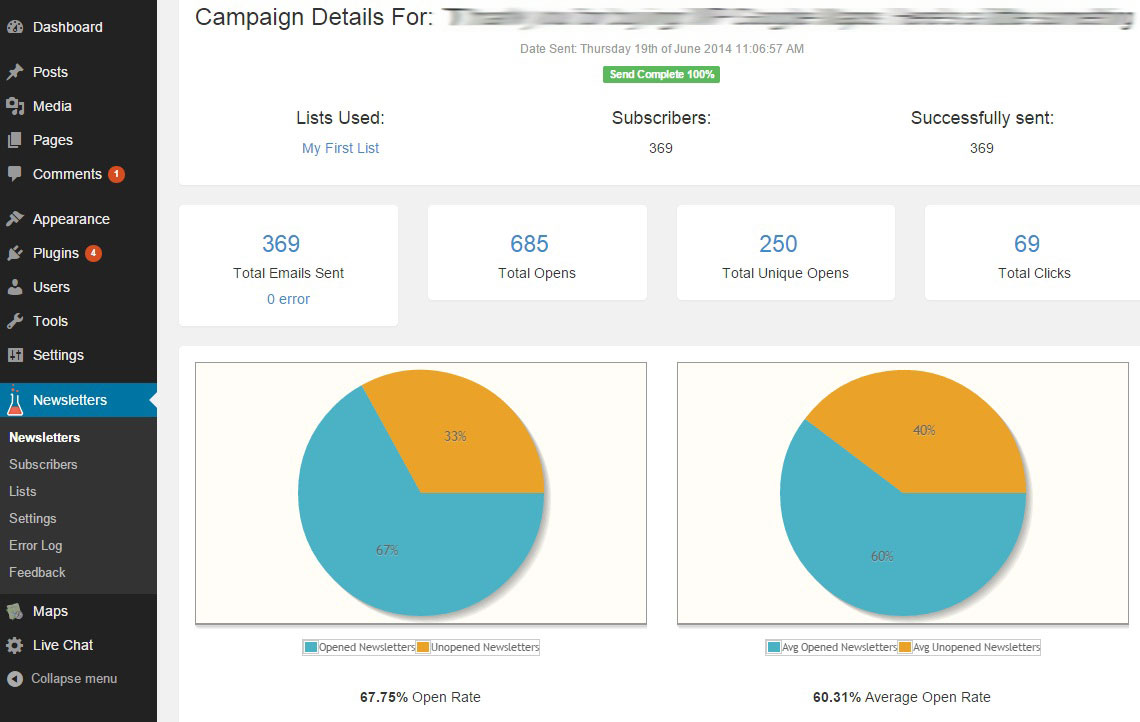 Dashboard
Posts
Media
Pages
Comments 1
Appearance
Plugins 4
Users
Tools
Settings
Newsletters
Newsletters
Subscribers
Lists
Settings
Error Log
Feedback
Maps
Live Chat
Collapse menu
Campaign Details For:
Date Sent: Thursday 19th of June 2014 11:06:57 AM
Send Complete 100%
Lists Used: Subscribers: Successfully sent:
My First List 369 369
369 685 250 69
Total Emails Sent Total Opens Total Unique Opens Total Clicks
0 error
33%
67%
Opened Newsletters Unopened Newsletters
67.75% Open Rate
40%
60%
Avg Opened Newsletters Avg Unopened Newsletters
60.31% Average Open Rate